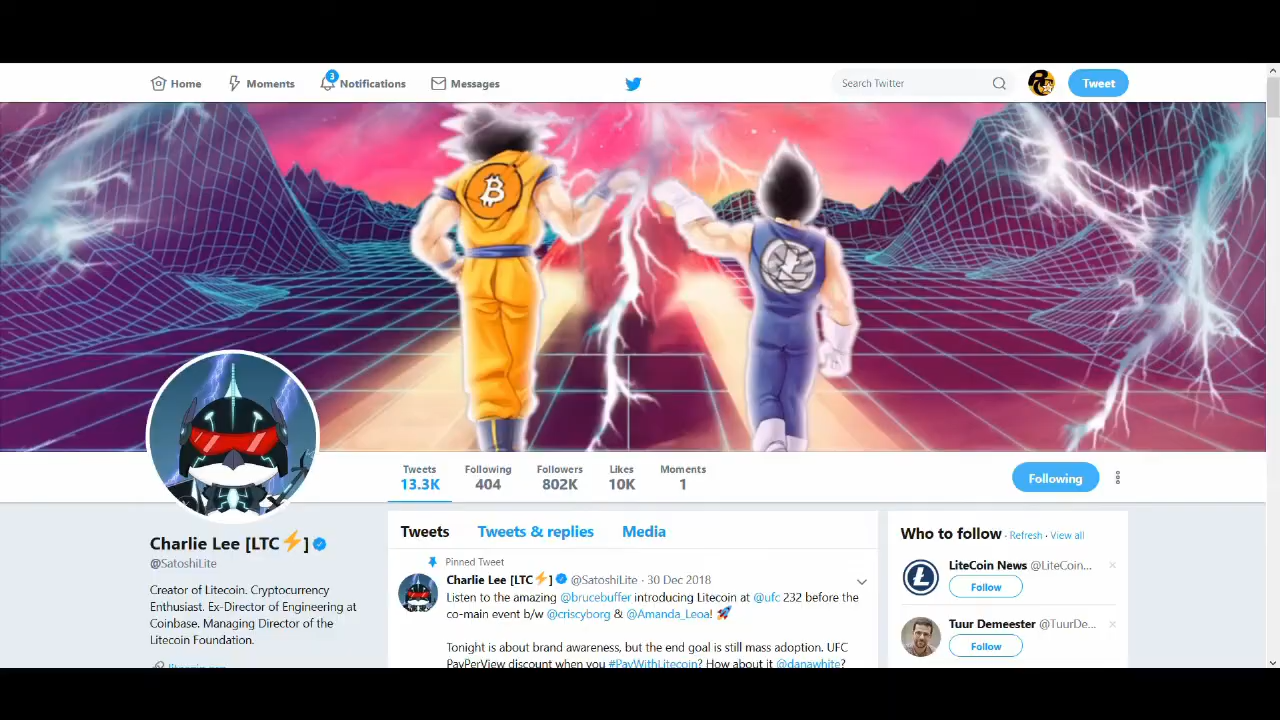 Home
Moments
3
Notifications
Messages
Search Twitter
Tweet
Tweets
13.3K
Following
404
Followers
802K
Likes
10K
Moments
1
Following
Charlie Lee [LTC⚡]
@SatoshiLite
Creator of Litecoin. Cryptocurrency
Enthusiast. Ex-Director of Engineering at
Coinbase. Managing Director of the
Litecoin Foundation.
Tweets
Tweets & replies
Media
Pinned Tweet
Charlie Lee [LTC⚡] @SatoshiLite · 30 Dec 2018
Listen to the amazing @brucebuffer introducing Litecoin at @ufc 232 before the
co-main event b/w @criscyborg & @Amanda_Leoa! 🚀
Tonight is about brand awareness, but the end goal is still mass adoption. UFC
PayPerView discount when you #PayWithLitecoin? How about it @danawhite?
Who to follow · Refresh · View all
LiteCoin News @LiteCoin...
Follow
Tuur Demeester @TuurDe...
Follow